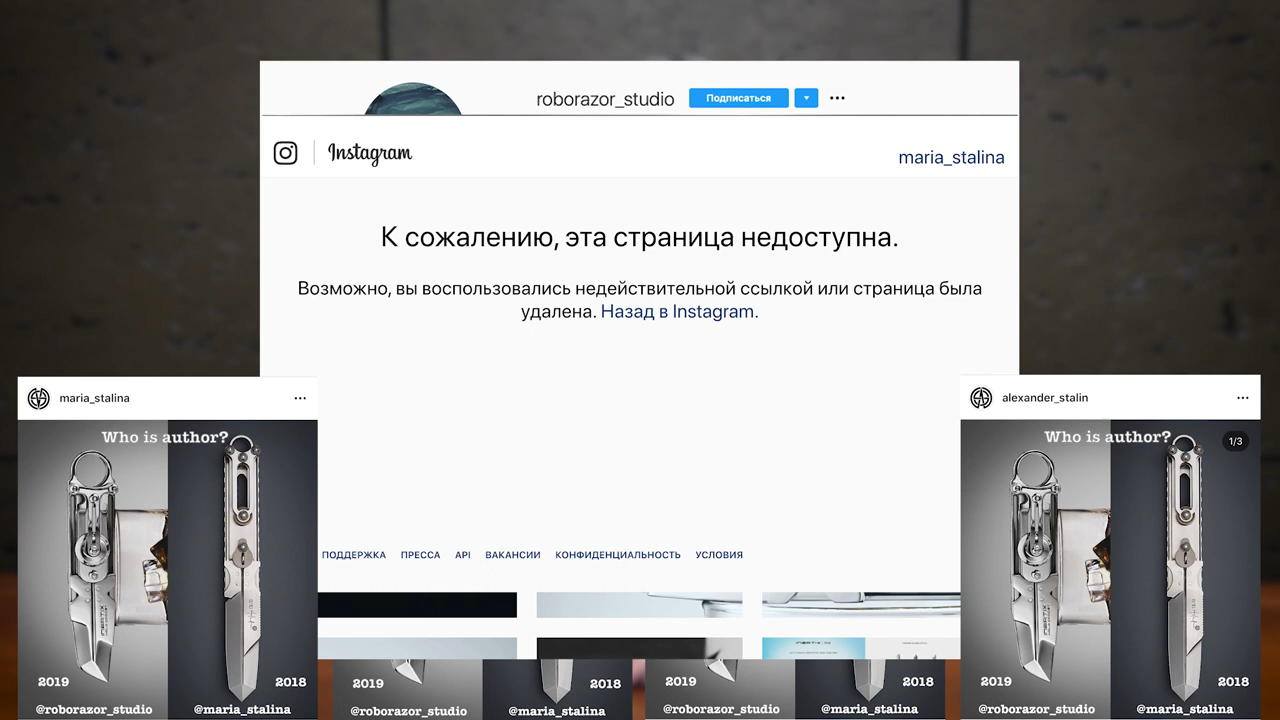 roborazor_studio
Подписаться
Instagram
maria_stalina
К сожалению, эта страница недоступна.
Возможно, вы воспользовались недействительной ссылкой или страница была
удалена. Назад в Instagram.
maria_stalina
Who is author?
2019
2018
@roborazor_studio
@maria_stalina
alexander_stalin
Who is author?
1/3
2019
2018
@roborazor_studio
@maria_stalina
ПОДДЕРЖКА ПРЕССА API ВАКАНСИИ КОНФИДЕНЦИАЛЬНОСТЬ УСЛОВИЯ
2019
2018
@roborazor_studio
@maria_stalina
2019
2018
@roborazor_studio
@maria_stalina